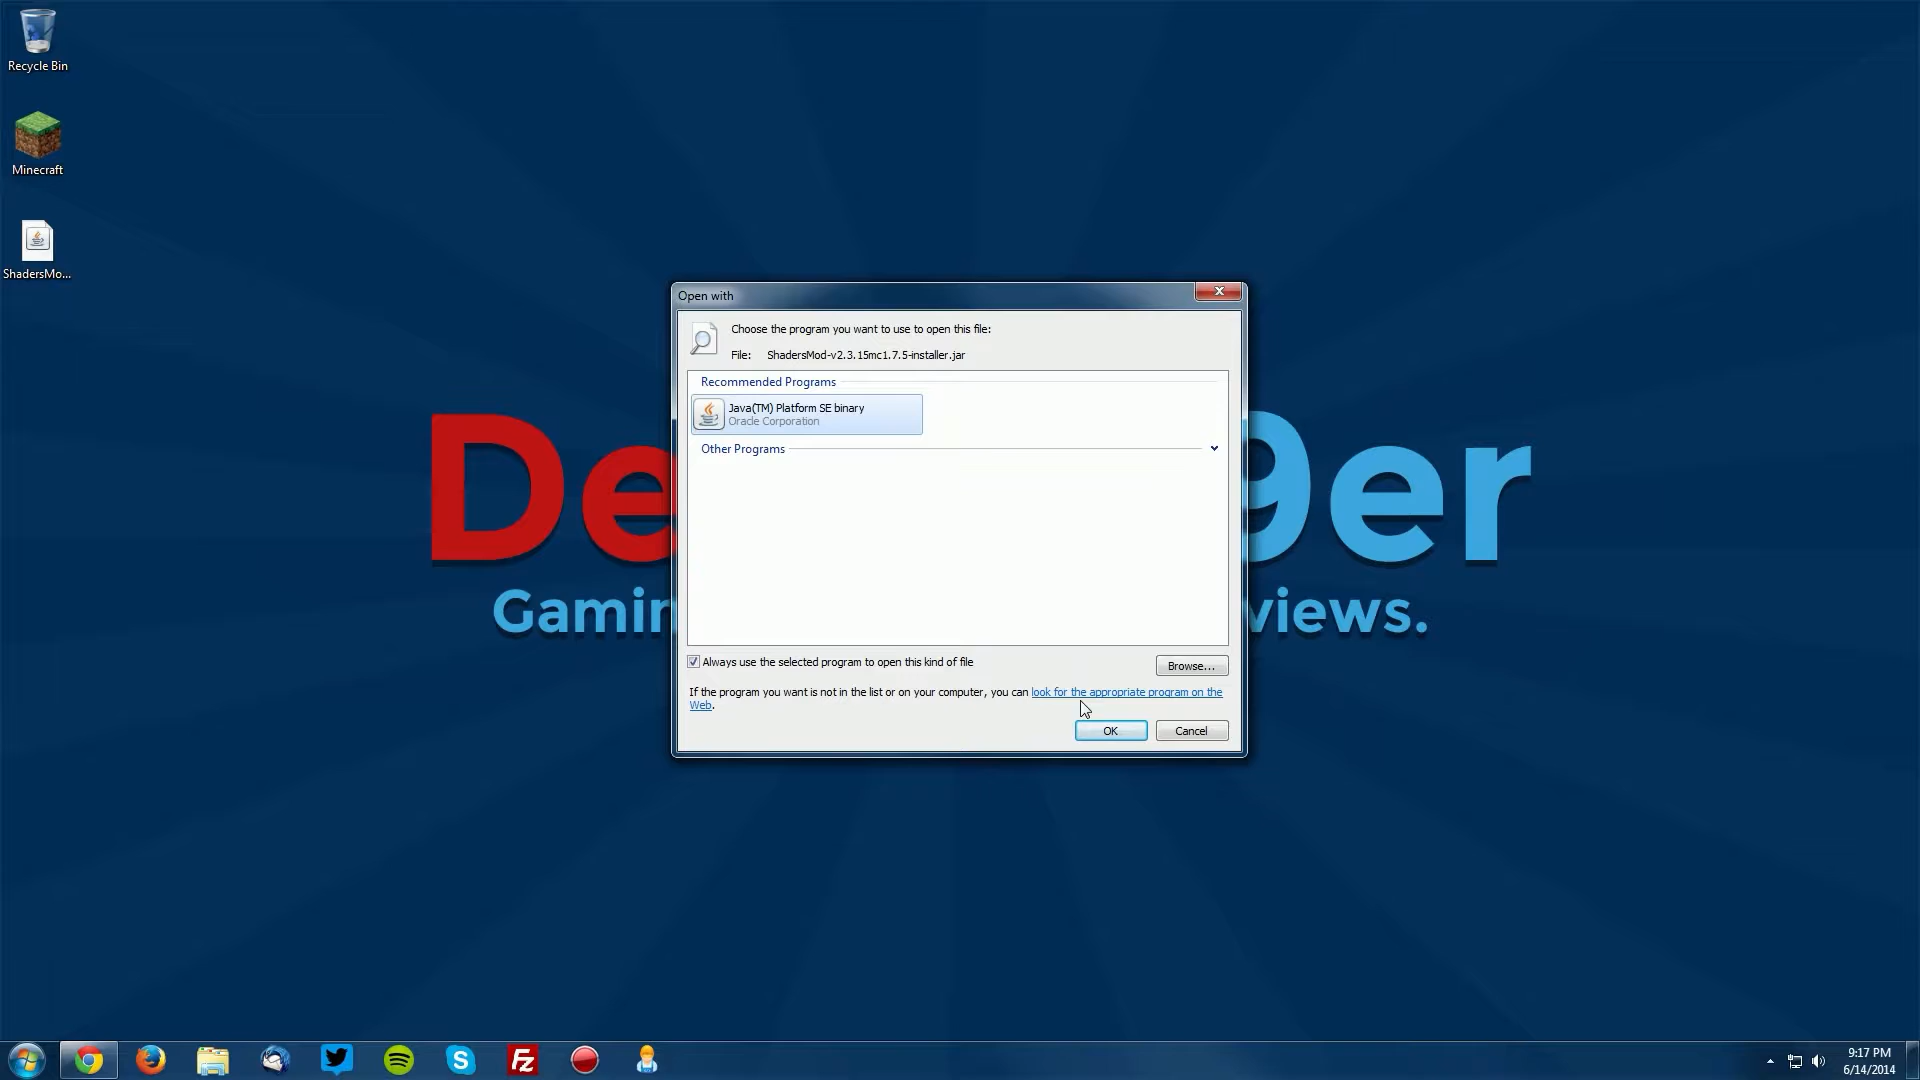 Recycle Bin
Minecraft
ShadersMo...
Open with
Choose the program you want to use to open this file:
File: ShadersMod-v2.3.15mc1.7.5-installer.jar
Recommended Programs
Java(TM) Platform SE binary
Oracle Corporation
Other Programs
De 9er
Gamin views.
Always use the selected program to open this kind of file
Browse...
If the program you want is not in the list or on your computer, you can look for the appropriate program on the
Web.
OK Cancel
9:17 PM
6/14/2014